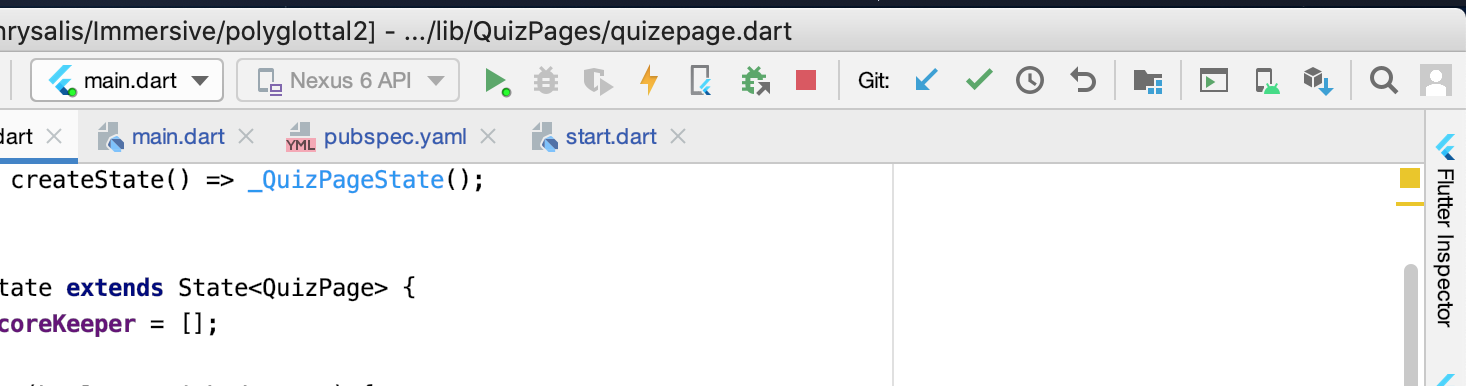 hrysalis/Immersive/polyglottal2] - .../lib/QuizPages/quizepage.dart
main.dart Nexus 6 API Git:
dart main.dart YML pubspec.yaml start.dart
createState() => _QuizPageState();
tate extends State<QuizPage> {
coreKeeper = [];
Flutter Inspector